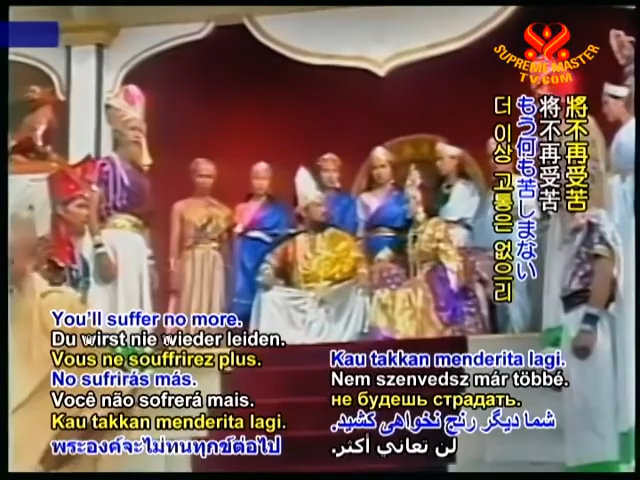 SUPREME MASTER
TV.COM
將不再受苦
将不再受苦
もう何も苦しまない
더 이상 고통은 없으리
You'll suffer no more.
Du wirst nie wieder leiden.
Vous ne souffrirez plus.
No sufrirás más.
Você não sofrerá mais.
Kau takkan menderita lagi.
พระองค์จะไม่ทนทุกข์ต่อไป
Kau takkan menderita lagi.
Nem szenvedsz már többé.
не будешь страдать.
شما دیگر رنج نخواهی کشید.
لن تعاني أكثر.